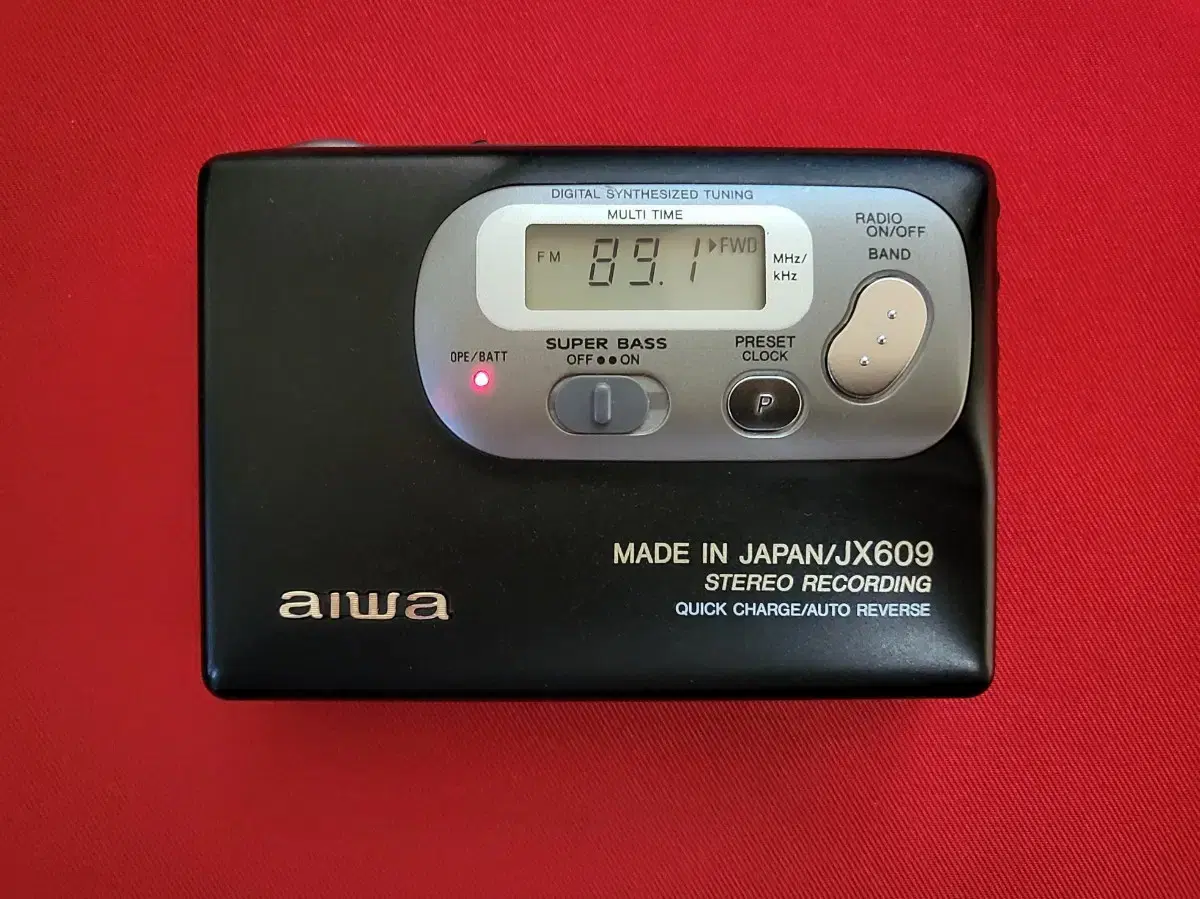 DIGITAL SYNTHESIZED TUNING
MULTI TIME
FM 89.1 ▶FWD
MHz/
kHz
RADIO
ON/OFF
BAND
OPE/BATT
SUPER BASS
OFF●●ON
PRESET
CLOCK
P
MADE IN JAPAN/JX609
STEREO RECORDING
QUICK CHARGE/AUTO REVERSE
aiwa